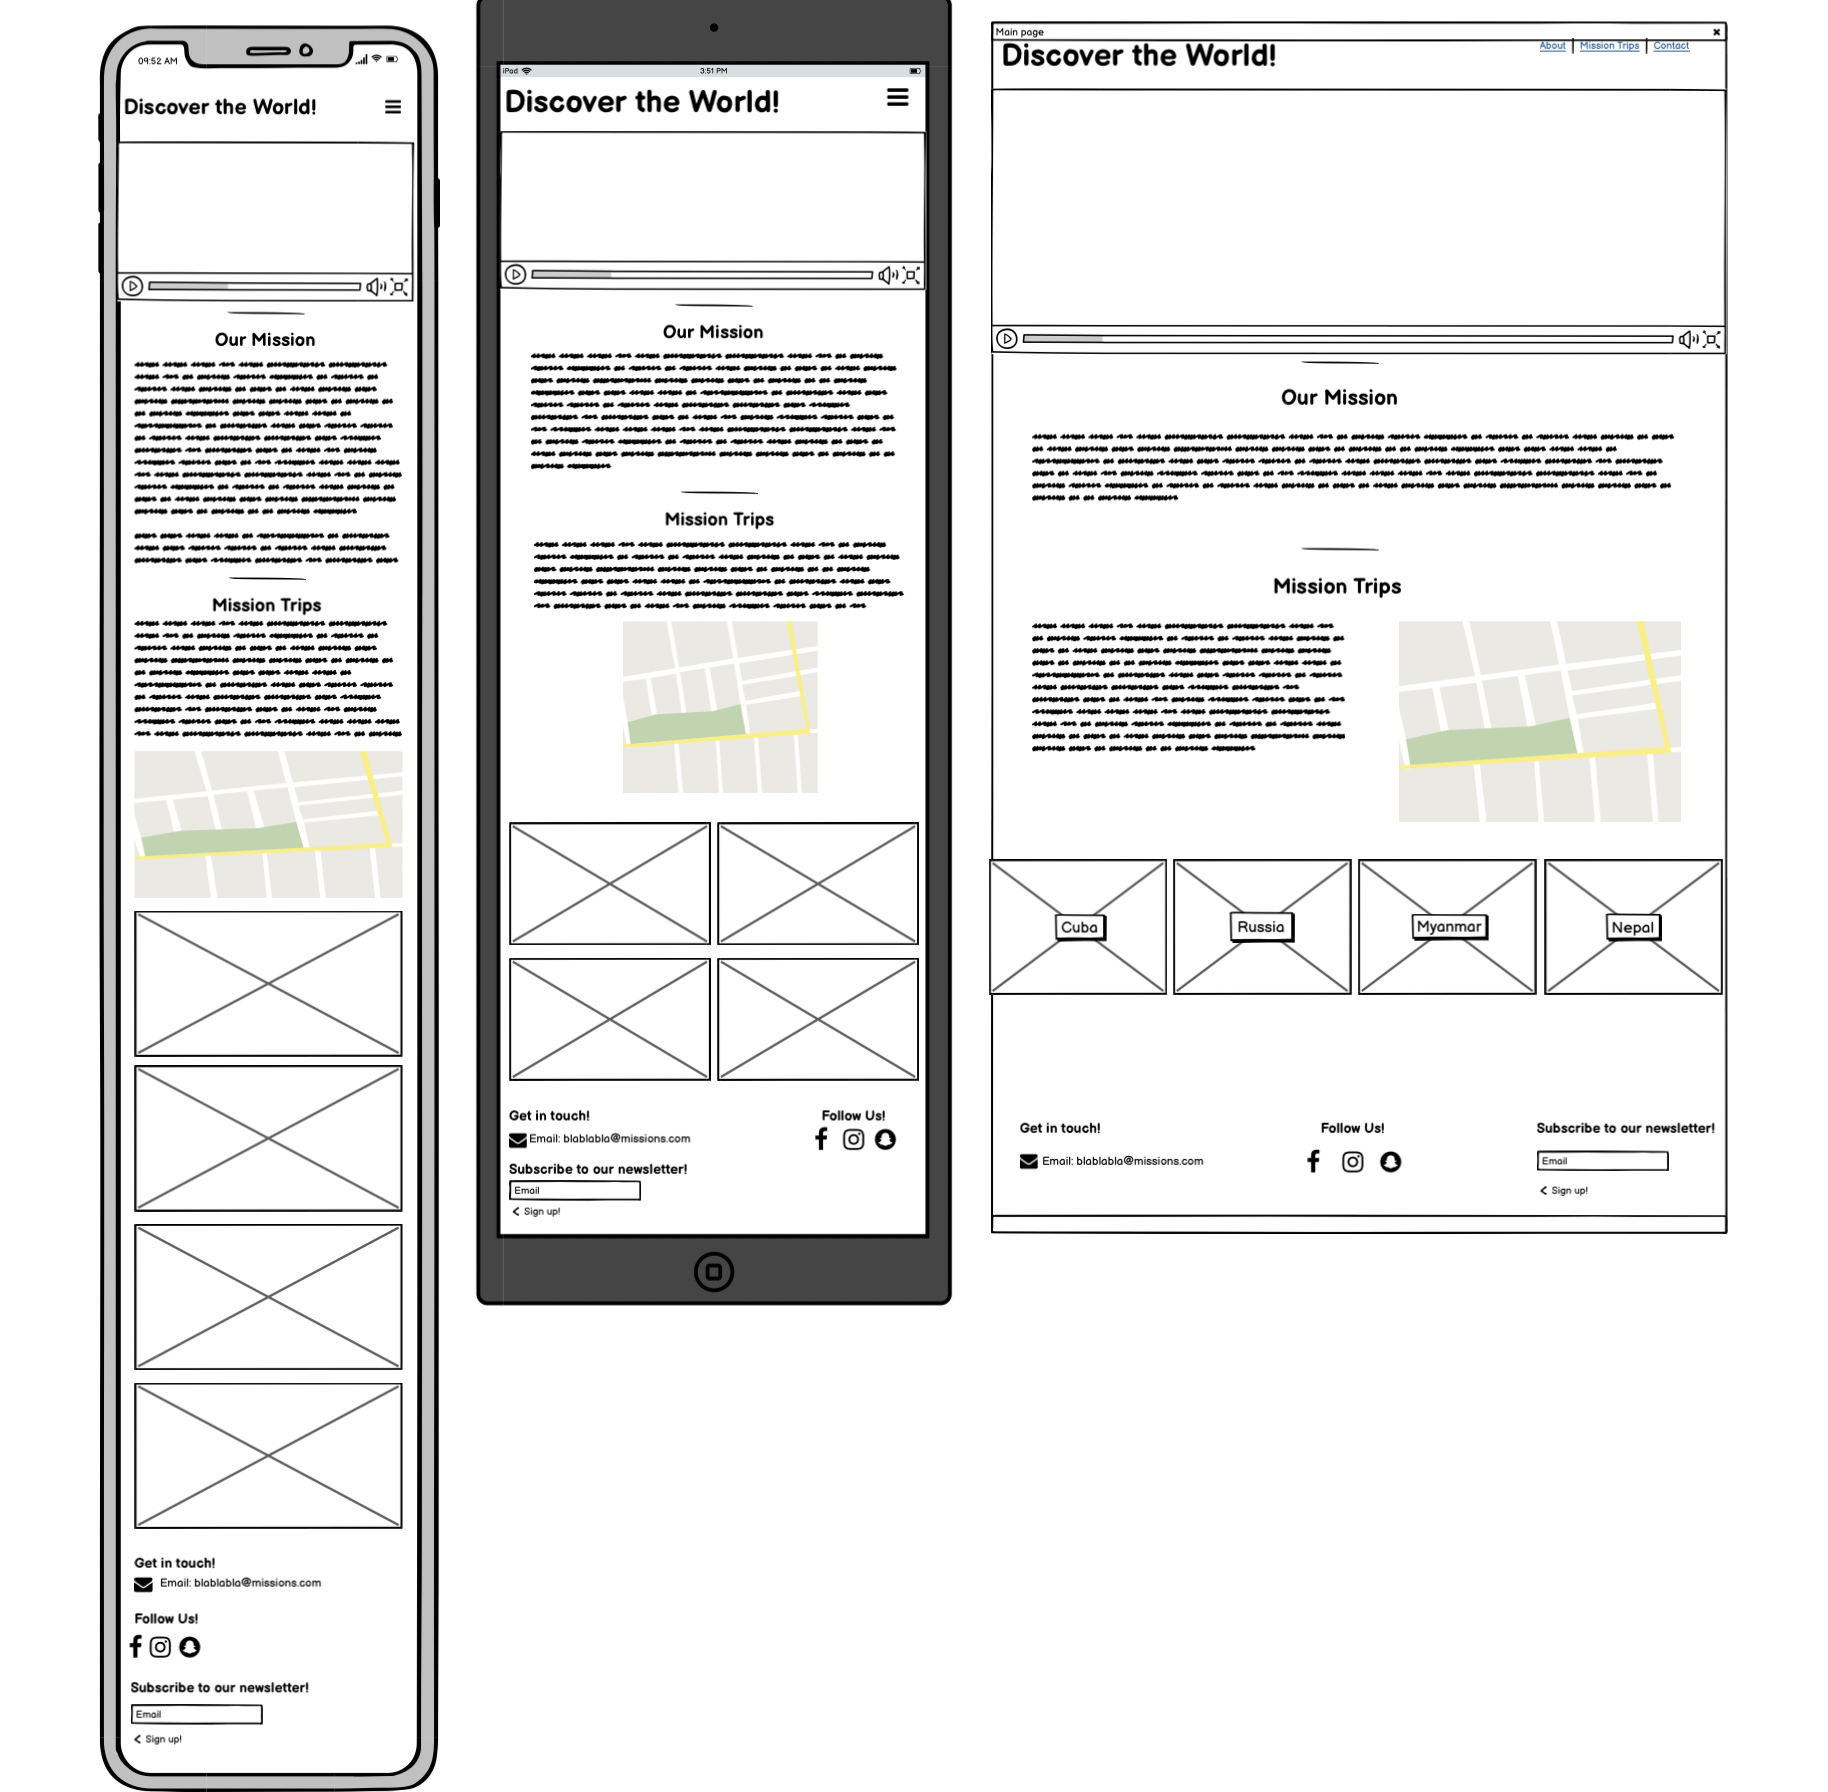 09:52 AM
Discover the World!
Our Mission
Mission Trips
Get in touch!
Email: blablabla@missions.com
Follow Us!
Subscribe to our newsletter!
Email
Sign up!
iPad
3:51 PM
Discover the World!
Our Mission
Mission Trips
Get in touch!
Follow Us!
Email: blablabla@missions.com
Subscribe to our newsletter!
Email
Sign up!
Main page
Discover the World!
About | Mission Trips | Contact
Our Mission
Mission Trips
Cuba
Russia
Myanmar
Nepal
Get in touch!
Follow Us!
Subscribe to our newsletter!
Email: blablabla@missions.com
Email
Sign up!